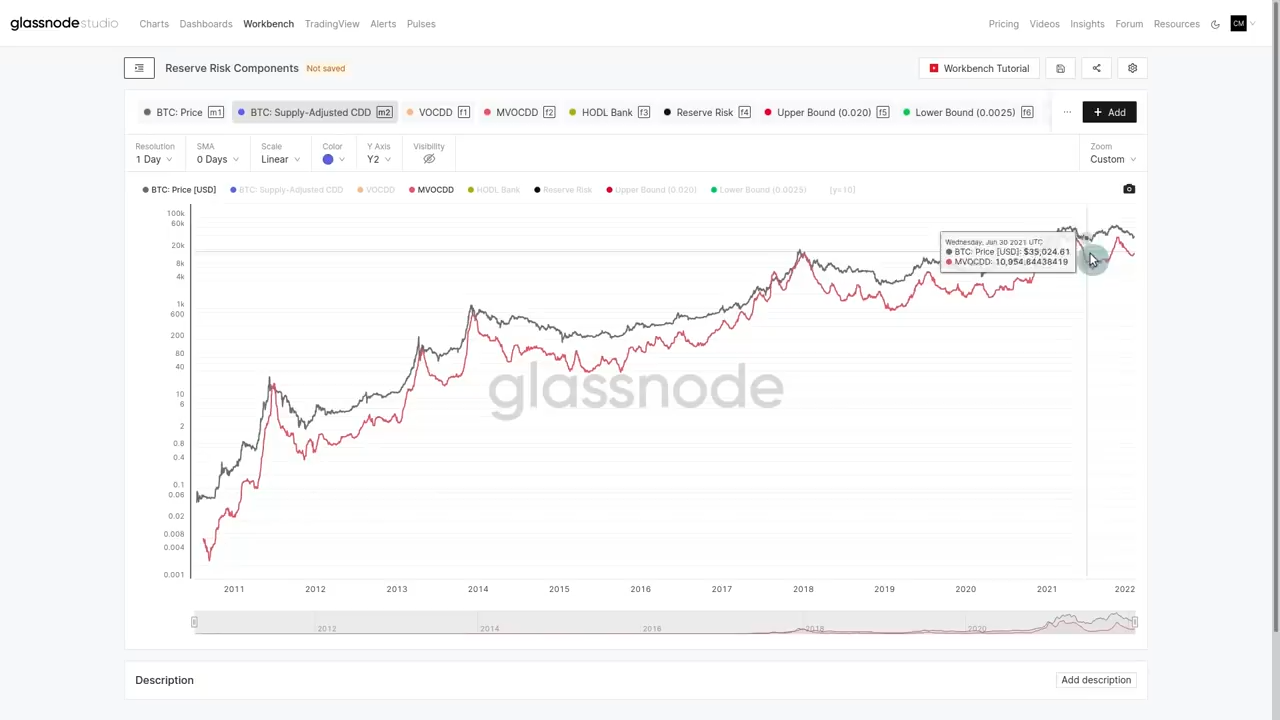 glassnodestudio Charts Dashboards Workbench TradingView Alerts Pulses Pricing Videos Insights Forum Resources CM
Reserve Risk Components Not saved Workbench Tutorial
BTC: Price m1 BTC: Supply-Adjusted CDD m2 VOCDD f1 MVOCDD f2 HODL Bank f3 Reserve Risk f4 Upper Bound (0.020) f5 Lower Bound (0.0025) f6 ... + Add
Resolution SMA Scale Color Y Axis Visibility Zoom
1 Day 0 Days Linear Y2 Custom
BTC: Price [USD] BTC: Supply-Adjusted CDD VOCDD MVOCDD HODL Bank Reserve Risk Upper Bound (0.020) Lower Bound (0.0025) [y=10]
100k
60k
20k
8k
4k
1k
600
200
80
40
10
6
2
0.8
0.4
0.1
0.06
0.02
0.008
0.004
0.001
Wednesday, Jun 30 2021 UTC
BTC: Price [USD]: $35,024.61
MVOCDD: 10,954.84438419
glassnode
2011 2012 2013 2014 2015 2016 2017 2018 2019 2020 2021 2022
2012 2014 2016 2018 2020
Description Add description